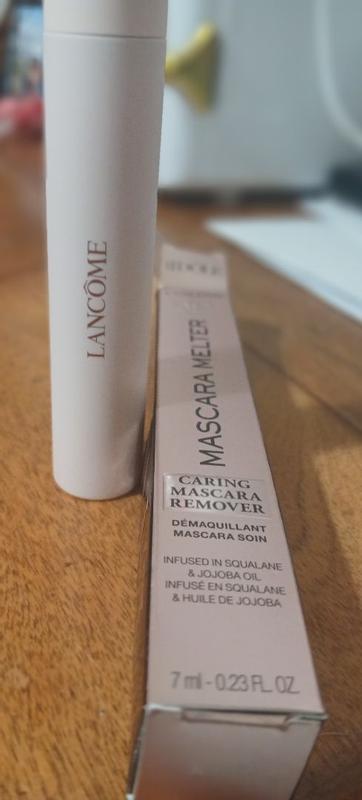 LANCÔME
MASCARA MELTER
CARING
MASCARA
REMOVER
DÉMAQUILLANT
MASCARA SOIN
INFUSED IN SQUALANE
& JOJOBA OIL
INFUSÉ EN SQUALANE
& HUILE DE JOJOBA
7 ml - 0.23 FL. OZ.